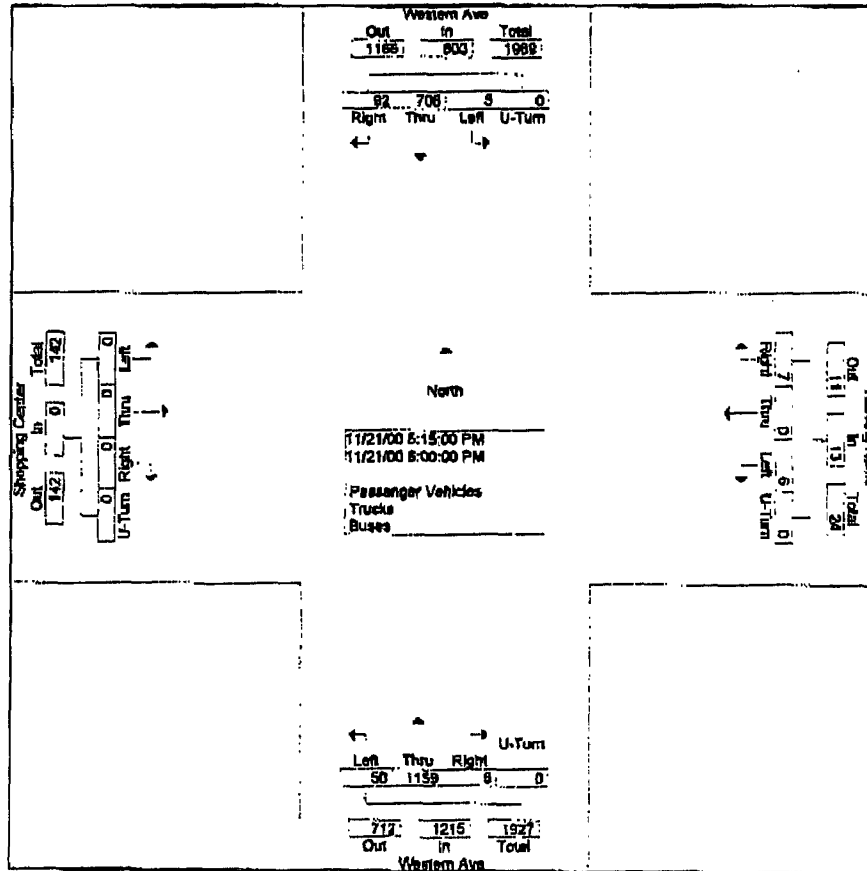 Western Ave
Out In Total
1166 803 1969
92 706 5 0
Right Thru Left U-Turn
Shopping Center
Total In Out
142 0 142
0 0 0 0
Left Thru Right U-Turn
North
11/21/00 5:15:00 PM
11/21/00 6:00:00 PM
Passenger Vehicles
Trucks
Buses
Right Thru Left U-Turn
7 0 6 0
Out In Total
11 13 24
U-Turn
Left Thru Right
50 1159 6 0
712 1215 1927
Out In Total
Western Ave